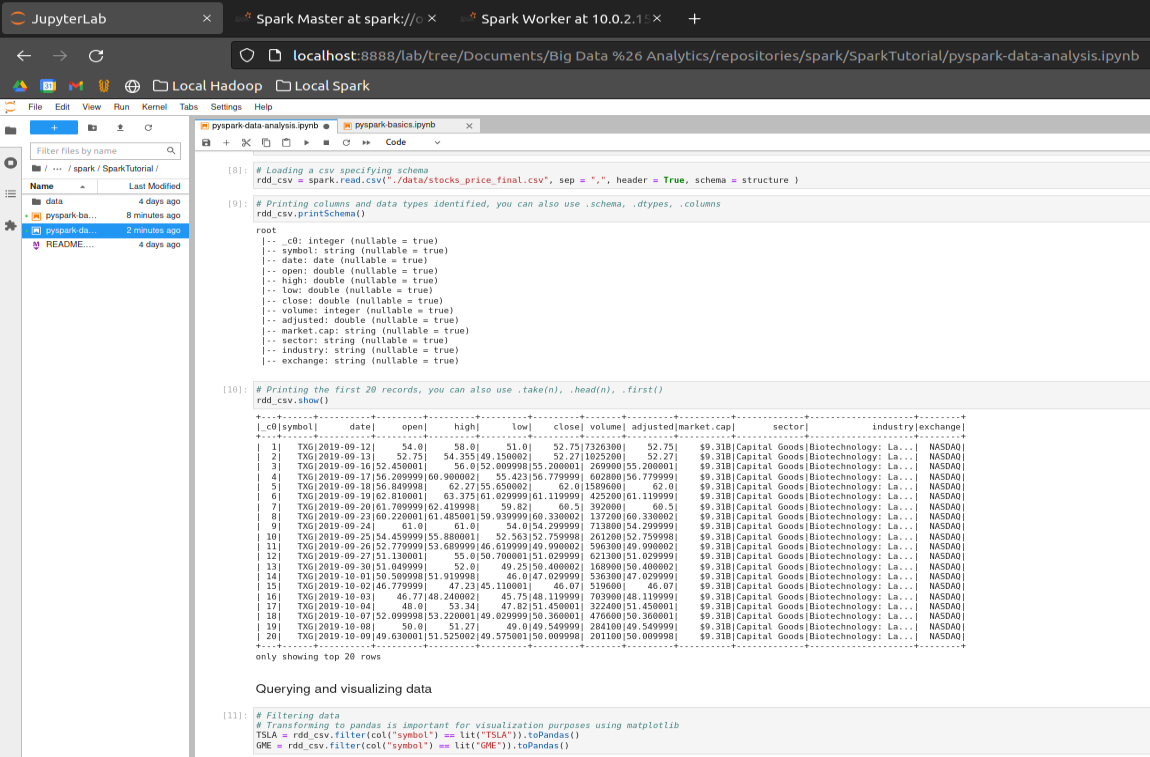 JupyterLab ×
Spark Master at spark://o ×
Spark Worker at 10.0.2.15 ×
+
localhost:8888/lab/tree/Documents/Big Data %26 Analytics/repositories/spark/SparkTutorial/pyspark-data-analysis.ipynb
31
Local Hadoop
Local Spark
File Edit View Run Kernel Tabs Settings Help
+
Filter files by name
/ ··· / spark / SparkTutorial /
Name Last Modified
data 4 days ago
pyspark-ba... 8 minutes ago
pyspark-da... 2 minutes ago
README.... 4 days ago
pyspark-data-analysis.ipynb ●
pyspark-basics.ipynb ×
Code
[8]: # Loading a csv specifying schema
rdd_csv = spark.read.csv("./data/stocks_price_final.csv", sep = ",", header = True, schema = structure )
[9]: # Printing columns and data types identified, you can also use .schema, .dtypes, .columns
rdd_csv.printSchema()
root
|-- _c0: integer (nullable = true)
|-- symbol: string (nullable = true)
|-- date: date (nullable = true)
|-- open: double (nullable = true)
|-- high: double (nullable = true)
|-- low: double (nullable = true)
|-- close: double (nullable = true)
|-- volume: integer (nullable = true)
|-- adjusted: double (nullable = true)
|-- market.cap: string (nullable = true)
|-- sector: string (nullable = true)
|-- industry: string (nullable = true)
|-- exchange: string (nullable = true)
[10]: # Printing the first 20 records, you can also use .take(n), .head(n), .first()
rdd_csv.show()
+---+------+----------+---------+---------+---------+---------+-------+---------+----------+-------------+--------------------+--------+
|_c0|symbol|      date|     open|     high|      low|    close| volume| adjusted|market.cap|       sector|            industry|exchange|
+---+------+----------+---------+---------+---------+---------+-------+---------+----------+-------------+--------------------+--------+
|  1|   TXG|2019-09-12|     54.0|     58.0|     51.0|    52.75|7326300|    52.75|    $9.31B|Capital Goods|Biotechnology: La...|  NASDAQ|
|  2|   TXG|2019-09-13|    52.75|   54.355|49.150002|    52.27|1025200|    52.27|    $9.31B|Capital Goods|Biotechnology: La...|  NASDAQ|
|  3|   TXG|2019-09-16|52.450001|     56.0|52.009998|55.200001| 269900|55.200001|    $9.31B|Capital Goods|Biotechnology: La...|  NASDAQ|
|  4|   TXG|2019-09-17|56.209999|60.900002|   55.423|56.779999| 602800|56.779999|    $9.31B|Capital Goods|Biotechnology: La...|  NASDAQ|
|  5|   TXG|2019-09-18|56.849998|    62.27|55.650002|     62.0|1589600|     62.0|    $9.31B|Capital Goods|Biotechnology: La...|  NASDAQ|
|  6|   TXG|2019-09-19|62.810001|   63.375|61.029999|61.119999| 425200|61.119999|    $9.31B|Capital Goods|Biotechnology: La...|  NASDAQ|
|  7|   TXG|2019-09-20|61.709999|62.419998|    59.82|     60.5| 392000|     60.5|    $9.31B|Capital Goods|Biotechnology: La...|  NASDAQ|
|  8|   TXG|2019-09-23|60.220001|61.485001|59.939999|60.330002| 137200|60.330002|    $9.31B|Capital Goods|Biotechnology: La...|  NASDAQ|
|  9|   TXG|2019-09-24|     61.0|     61.0|     54.0|54.299999| 713800|54.299999|    $9.31B|Capital Goods|Biotechnology: La...|  NASDAQ|
| 10|   TXG|2019-09-25|54.459999|55.880001|   52.563|52.759998| 261200|52.759998|    $9.31B|Capital Goods|Biotechnology: La...|  NASDAQ|
| 11|   TXG|2019-09-26|52.779999|53.689999|46.619999|49.990002| 596300|49.990002|    $9.31B|Capital Goods|Biotechnology: La...|  NASDAQ|
| 12|   TXG|2019-09-27|51.130001|     55.0|50.700001|51.029999| 621300|51.029999|    $9.31B|Capital Goods|Biotechnology: La...|  NASDAQ|
| 13|   TXG|2019-09-30|51.049999|     52.0|    49.25|50.400002| 168900|50.400002|    $9.31B|Capital Goods|Biotechnology: La...|  NASDAQ|
| 14|   TXG|2019-10-01|50.509998|51.919998|     46.0|47.029999| 536300|47.029999|    $9.31B|Capital Goods|Biotechnology: La...|  NASDAQ|
| 15|   TXG|2019-10-02|46.779999|    47.23|45.110001|    46.07| 519600|    46.07|    $9.31B|Capital Goods|Biotechnology: La...|  NASDAQ|
| 16|   TXG|2019-10-03|    46.77|48.240002|    45.75|48.119999| 703900|48.119999|    $9.31B|Capital Goods|Biotechnology: La...|  NASDAQ|
| 17|   TXG|2019-10-04|     48.0|    53.34|    47.82|51.450001| 322400|51.450001|    $9.31B|Capital Goods|Biotechnology: La...|  NASDAQ|
| 18|   TXG|2019-10-07|52.099998|53.220001|49.029999|50.360001| 476600|50.360001|    $9.31B|Capital Goods|Biotechnology: La...|  NASDAQ|
| 19|   TXG|2019-10-08|     50.0|    51.27|     49.0|49.549999| 284100|49.549999|    $9.31B|Capital Goods|Biotechnology: La...|  NASDAQ|
| 20|   TXG|2019-10-09|49.630001|51.525002|49.575001|50.009998| 201100|50.009998|    $9.31B|Capital Goods|Biotechnology: La...|  NASDAQ|
+---+------+----------+---------+---------+---------+---------+-------+---------+----------+-------------+--------------------+--------+
only showing top 20 rows
Querying and visualizing data
[11]: # Filtering data
# Transforming to pandas is important for visualization purposes using matplotlib
TSLA = rdd_csv.filter(col("symbol") == lit("TSLA")).toPandas()
GME = rdd_csv.filter(col("symbol") == lit("GME")).toPandas()